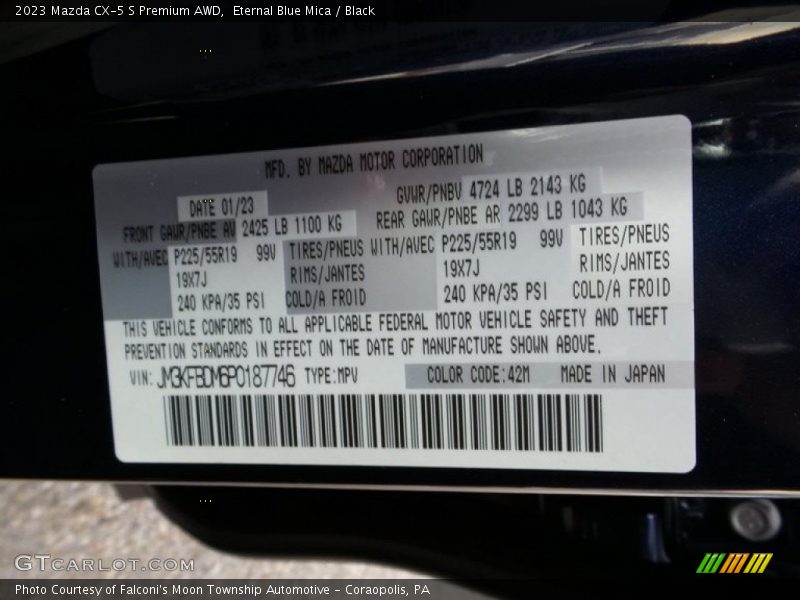 2023 Mazda CX-5 S Premium AWD, Eternal Blue Mica / Black
MFD. BY MAZDA MOTOR CORPORATION
DATE 01/23 GVWR/PNBV 4724 LB 2143 KG
FRONT GAWR/PNBE AV 2425 LB 1100 KG REAR GAWR/PNBE AR 2299 LB 1043 KG
WITH/AVEC P225/55R19 99V TIRES/PNEUS WITH/AVEC P225/55R19 99V TIRES/PNEUS
19X7J RIMS/JANTES 19X7J RIMS/JANTES
240 KPA/35 PSI COLD/A FROID 240 KPA/35 PSI COLD/A FROID
THIS VEHICLE CONFORMS TO ALL APPLICABLE FEDERAL MOTOR VEHICLE SAFETY AND THEFT
PREVENTION STANDARDS IN EFFECT ON THE DATE OF MANUFACTURE SHOWN ABOVE.
VIN: JM3KFBDM6P0187746 TYPE:MPV COLOR CODE:42M MADE IN JAPAN
GTCARLOT.COM
Photo Courtesy of Falconi's Moon Township Automotive - Coraopolis, PA